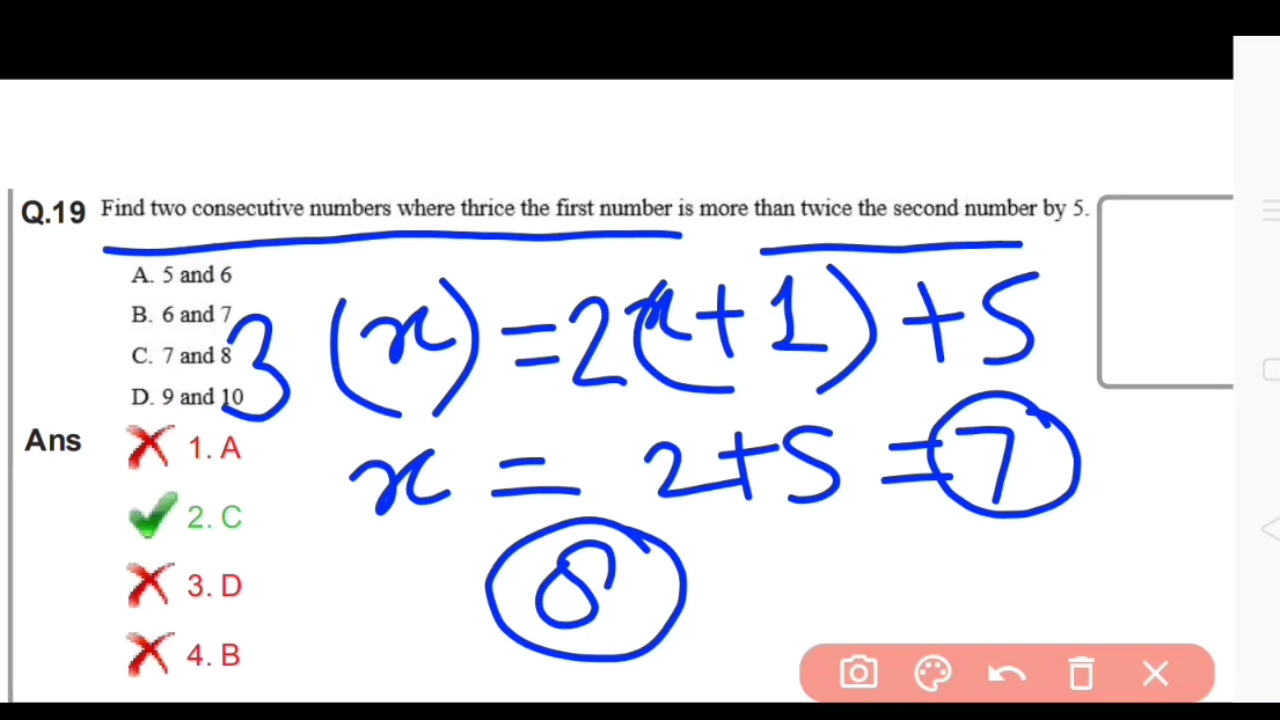 Q.19 Find two consecutive numbers where thrice the first number is more than twice the second number by 5.
A. 5 and 6
B. 6 and 7
C. 7 and 8
D. 9 and 10
3 (x) = 2(x+1) + 5
Ans
1. A
x = 2+5 = 7
2. C
8
3. D
4. B